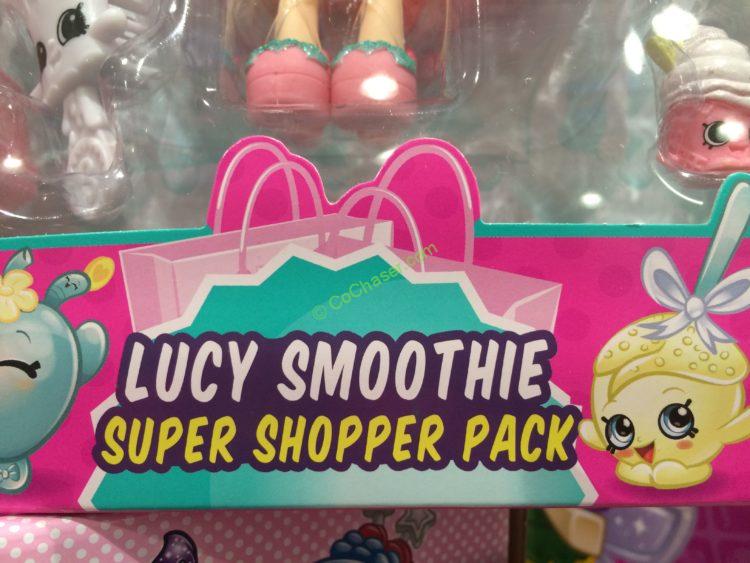 © CoChaser.com
LUCY SMOOTHIE
SUPER SHOPPER PACK